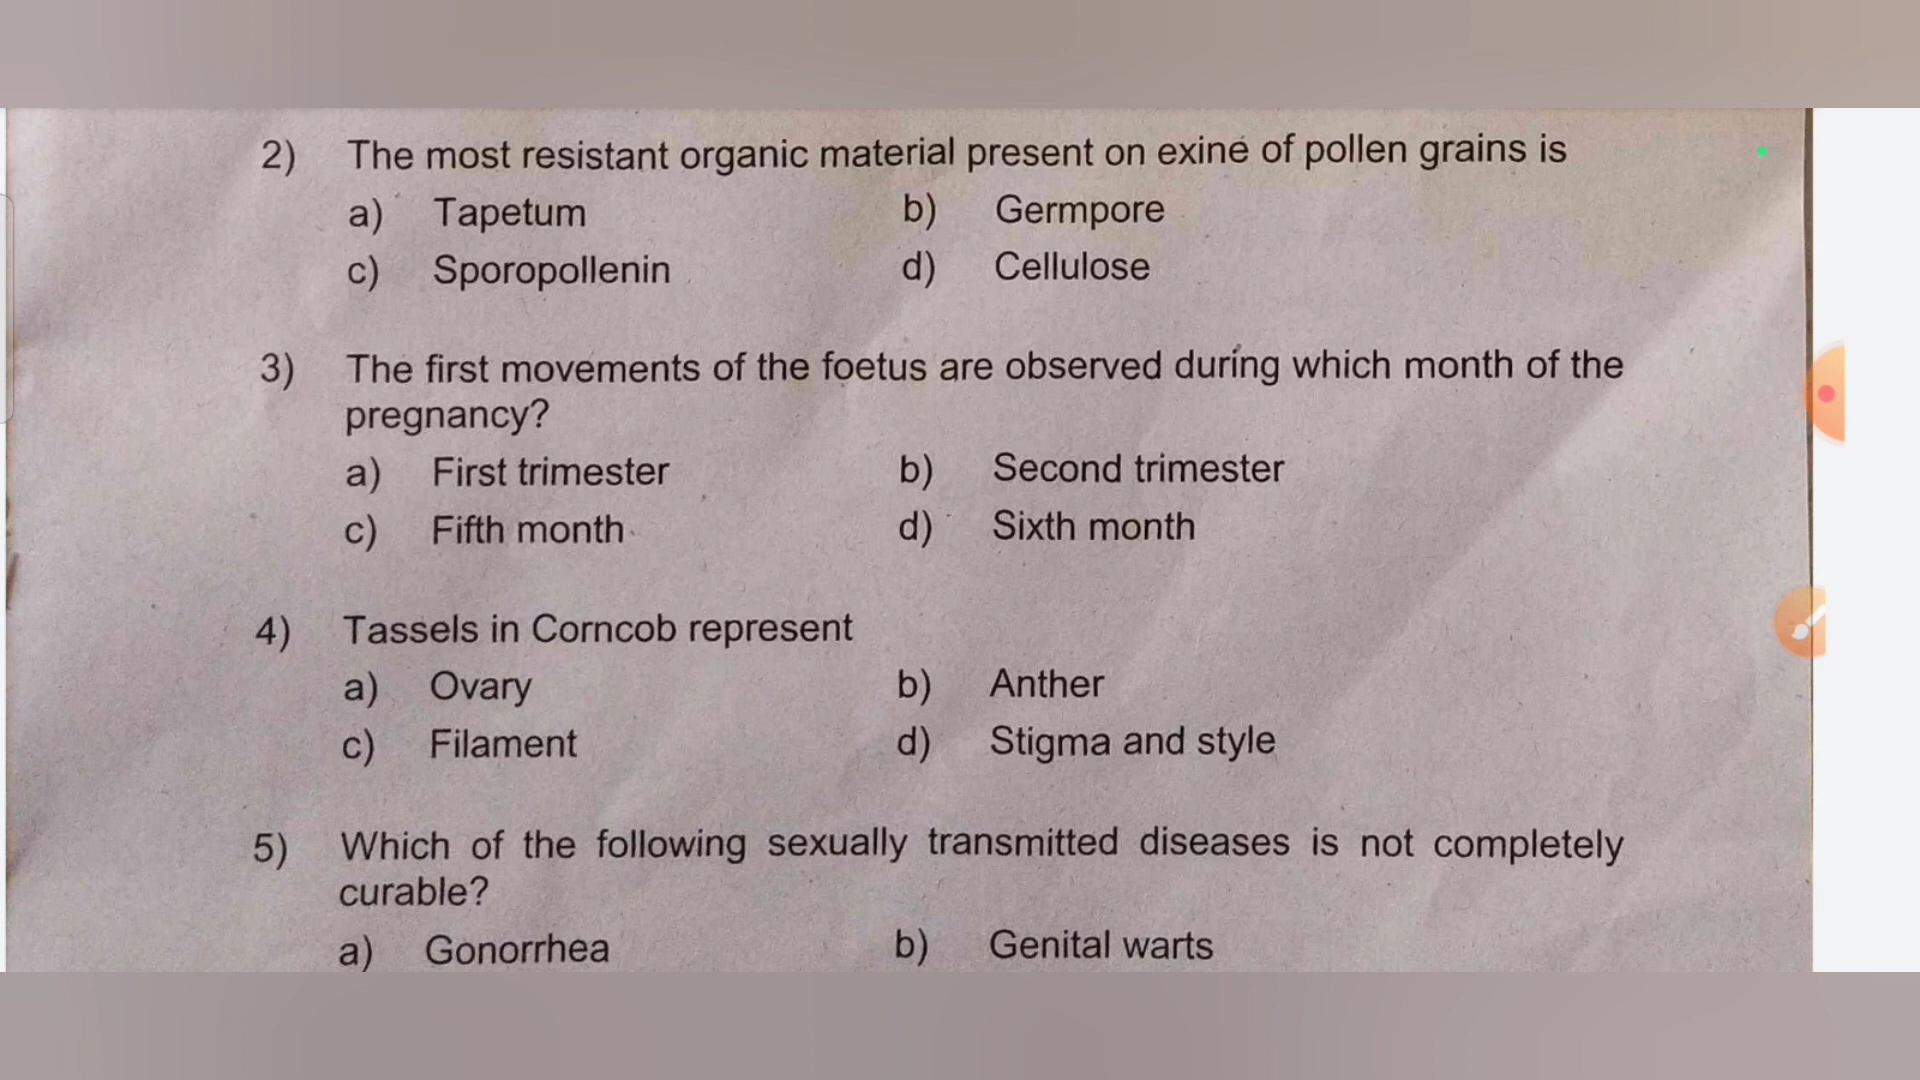 2) The most resistant organic material present on exine of pollen grains is
a) Tapetum b) Germpore
c) Sporopollenin d) Cellulose
3) The first movements of the foetus are observed during which month of the
pregnancy?
a) First trimester b) Second trimester
c) Fifth month d) Sixth month
4) Tassels in Corncob represent
a) Ovary b) Anther
c) Filament d) Stigma and style
5) Which of the following sexually transmitted diseases is not completely
curable?
a) Gonorrhea b) Genital warts